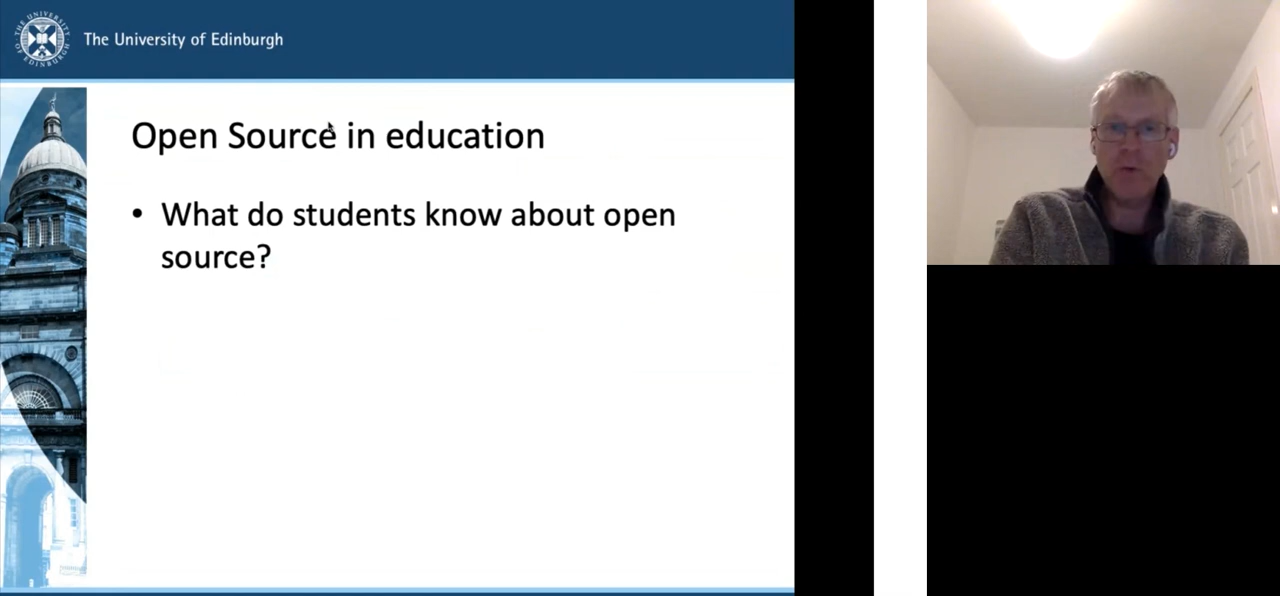 THE UNIVERSITY OF EDINBURGH
The University of Edinburgh
Open Source in education
• What do students know about open
source?